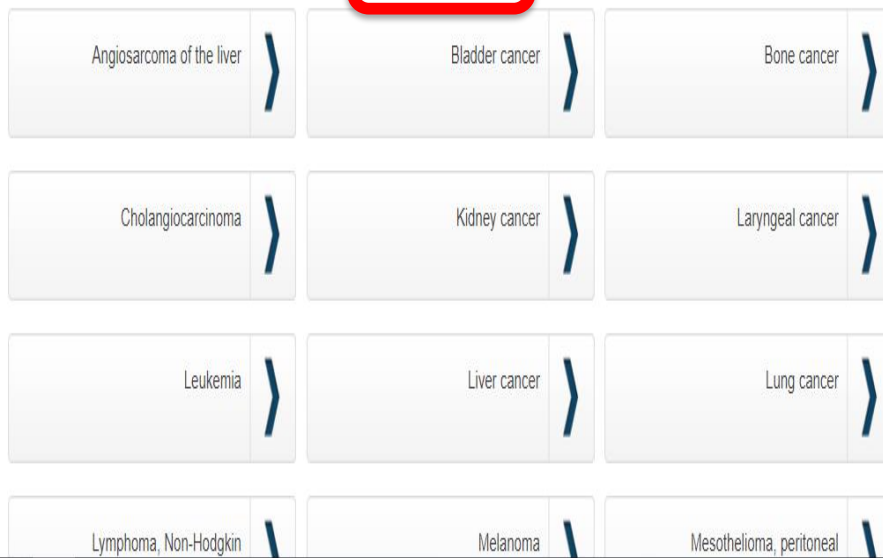 Angiosarcoma of the liver
Bladder cancer
Bone cancer
Cholangiocarcinoma
Kidney cancer
Laryngeal cancer
Leukemia
Liver cancer
Lung cancer
Lymphoma, Non-Hodgkin
Melanoma
Mesothelioma, peritoneal